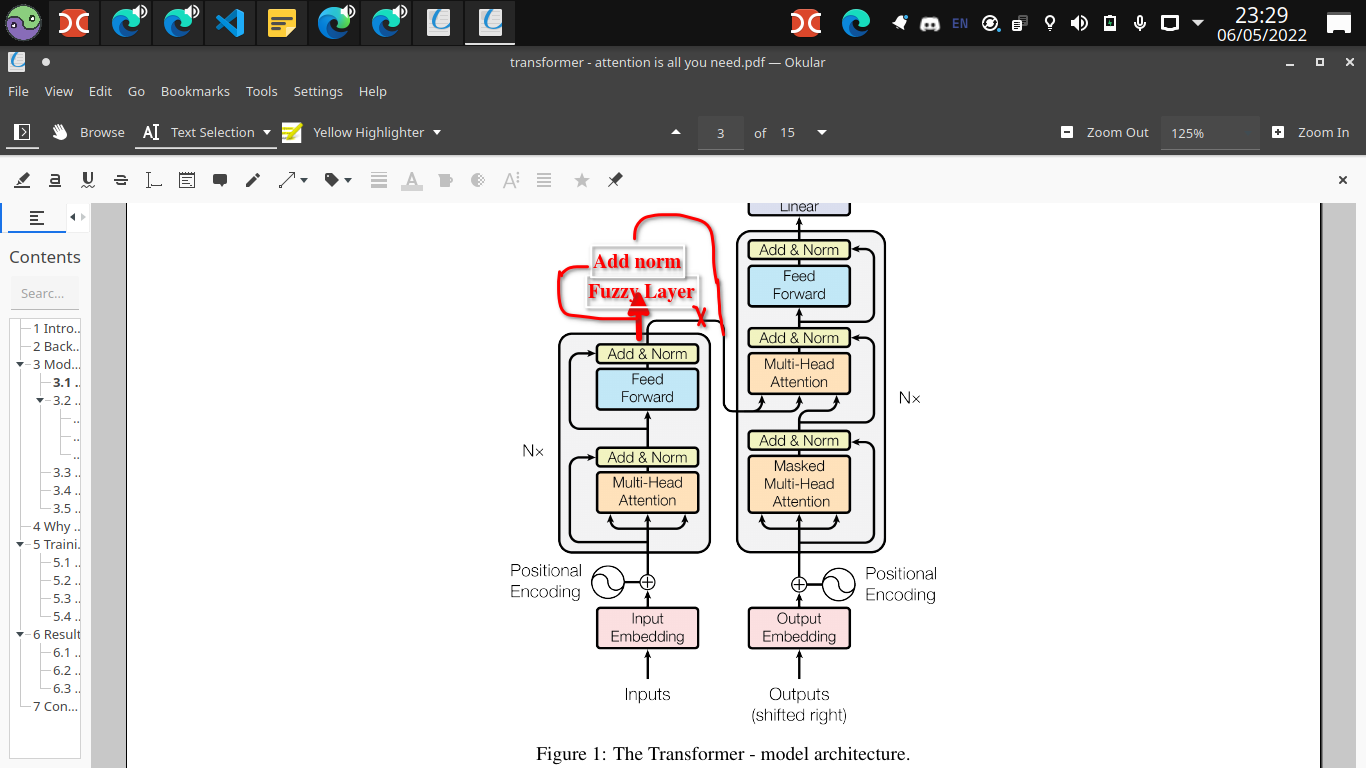 EN
23:29
06/05/2022
transformer - attention is all you need.pdf — Okular
File View Edit Go Bookmarks Tools Settings Help
Browse Text Selection Yellow Highlighter 3 of 15 Zoom Out 125% Zoom In
Contents
Searc...
1 Intro..
2 Back..
3 Mod...
3.1 ..
3.2 ..
..
..
..
3.3 ..
3.4 ..
3.5 ..
4 Why ..
5 Traini..
5.1 ..
5.2 ..
5.3 ..
5.4 ..
6 Result
6.1 ..
6.2 ..
6.3 ..
7 Con...
Add norm
Fuzzy Layer
x
Add & Norm
Feed
Forward
Nx
Add & Norm
Multi-Head
Attention
Positional
Encoding
Input
Embedding
Inputs
Linear
Add & Norm
Feed
Forward
Add & Norm
Multi-Head
Attention
Nx
Add & Norm
Masked
Multi-Head
Attention
Positional
Encoding
Output
Embedding
Outputs
(shifted right)
Figure 1: The Transformer - model architecture.